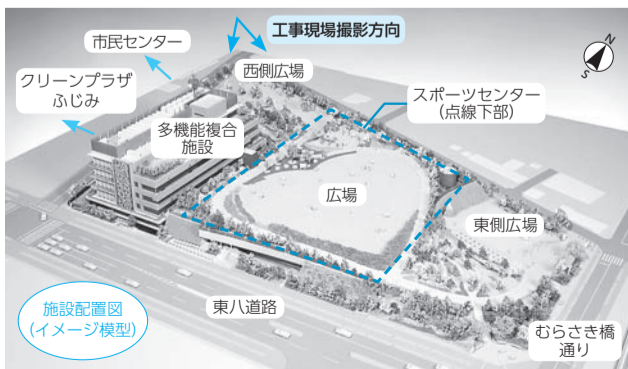 工事現場撮影方向
N
S
市民センター
西側広場
クリーンプラザ
ふじみ
スポーツセンター
(点線下部)
多機能複合
施設
広場
東側広場
施設配置図
(イメージ模型)
東八道路
むらさき橋
通り